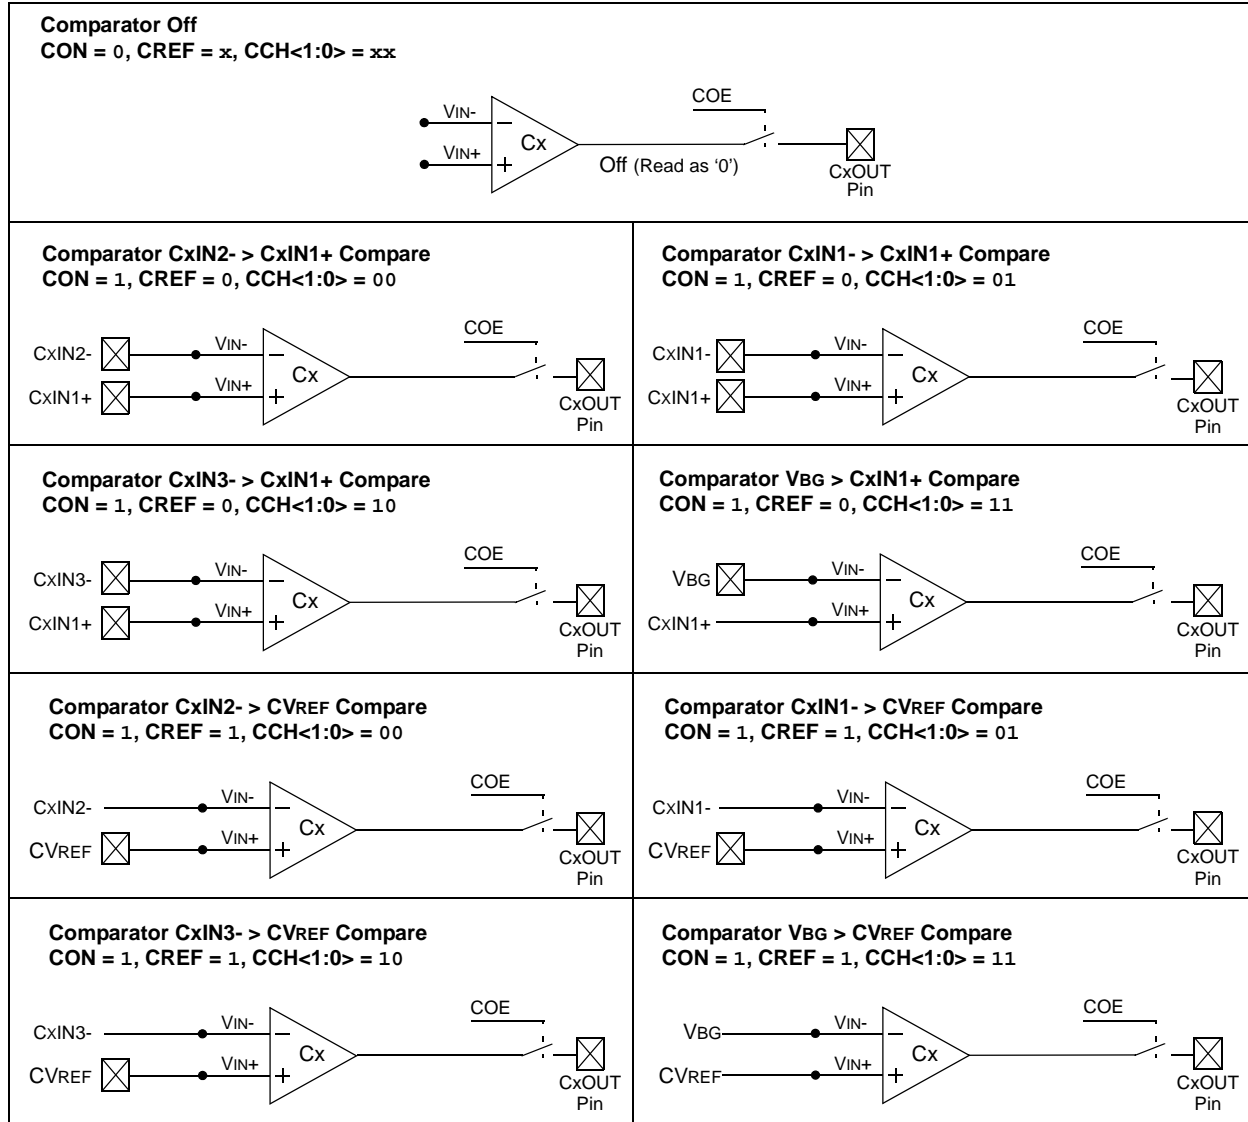 Comparator Off
CON = 0, CREF = x, CCH<1:0> = xx
COE
VIN-
VIN+
Cx
Off (Read as ‘0’)
CxOUT
Pin
Comparator CxIN2- > CxIN1+ Compare
CON = 1, CREF = 0, CCH<1:0> = 00
COE
CxIN2-
VIN-
Cx
CxIN1+
VIN+
CxOUT
Pin
Comparator CxIN1- > CxIN1+ Compare
CON = 1, CREF = 0, CCH<1:0> = 01
COE
CxIN1-
VIN-
Cx
CxIN1+
VIN+
CxOUT
Pin
Comparator CxIN3- > CxIN1+ Compare
CON = 1, CREF = 0, CCH<1:0> = 10
COE
CxIN3-
VIN-
Cx
CxIN1+
VIN+
CxOUT
Pin
Comparator VBG > CxIN1+ Compare
CON = 1, CREF = 0, CCH<1:0> = 11
COE
VBG
VIN-
Cx
CxIN1+
VIN+
CxOUT
Pin
Comparator CxIN2- > CVREF Compare
CON = 1, CREF = 1, CCH<1:0> = 00
COE
CxIN2-
VIN-
Cx
CVREF
VIN+
CxOUT
Pin
Comparator CxIN1- > CVREF Compare
CON = 1, CREF = 1, CCH<1:0> = 01
COE
CxIN1-
VIN-
Cx
CVREF
VIN+
CxOUT
Pin
Comparator CxIN3- > CVREF Compare
CON = 1, CREF = 1, CCH<1:0> = 10
COE
CxIN3-
VIN-
Cx
CVREF
VIN+
CxOUT
Pin
Comparator VBG > CVREF Compare
CON = 1, CREF = 1, CCH<1:0> = 11
COE
VBG
VIN-
Cx
CVREF
VIN+
CxOUT
Pin